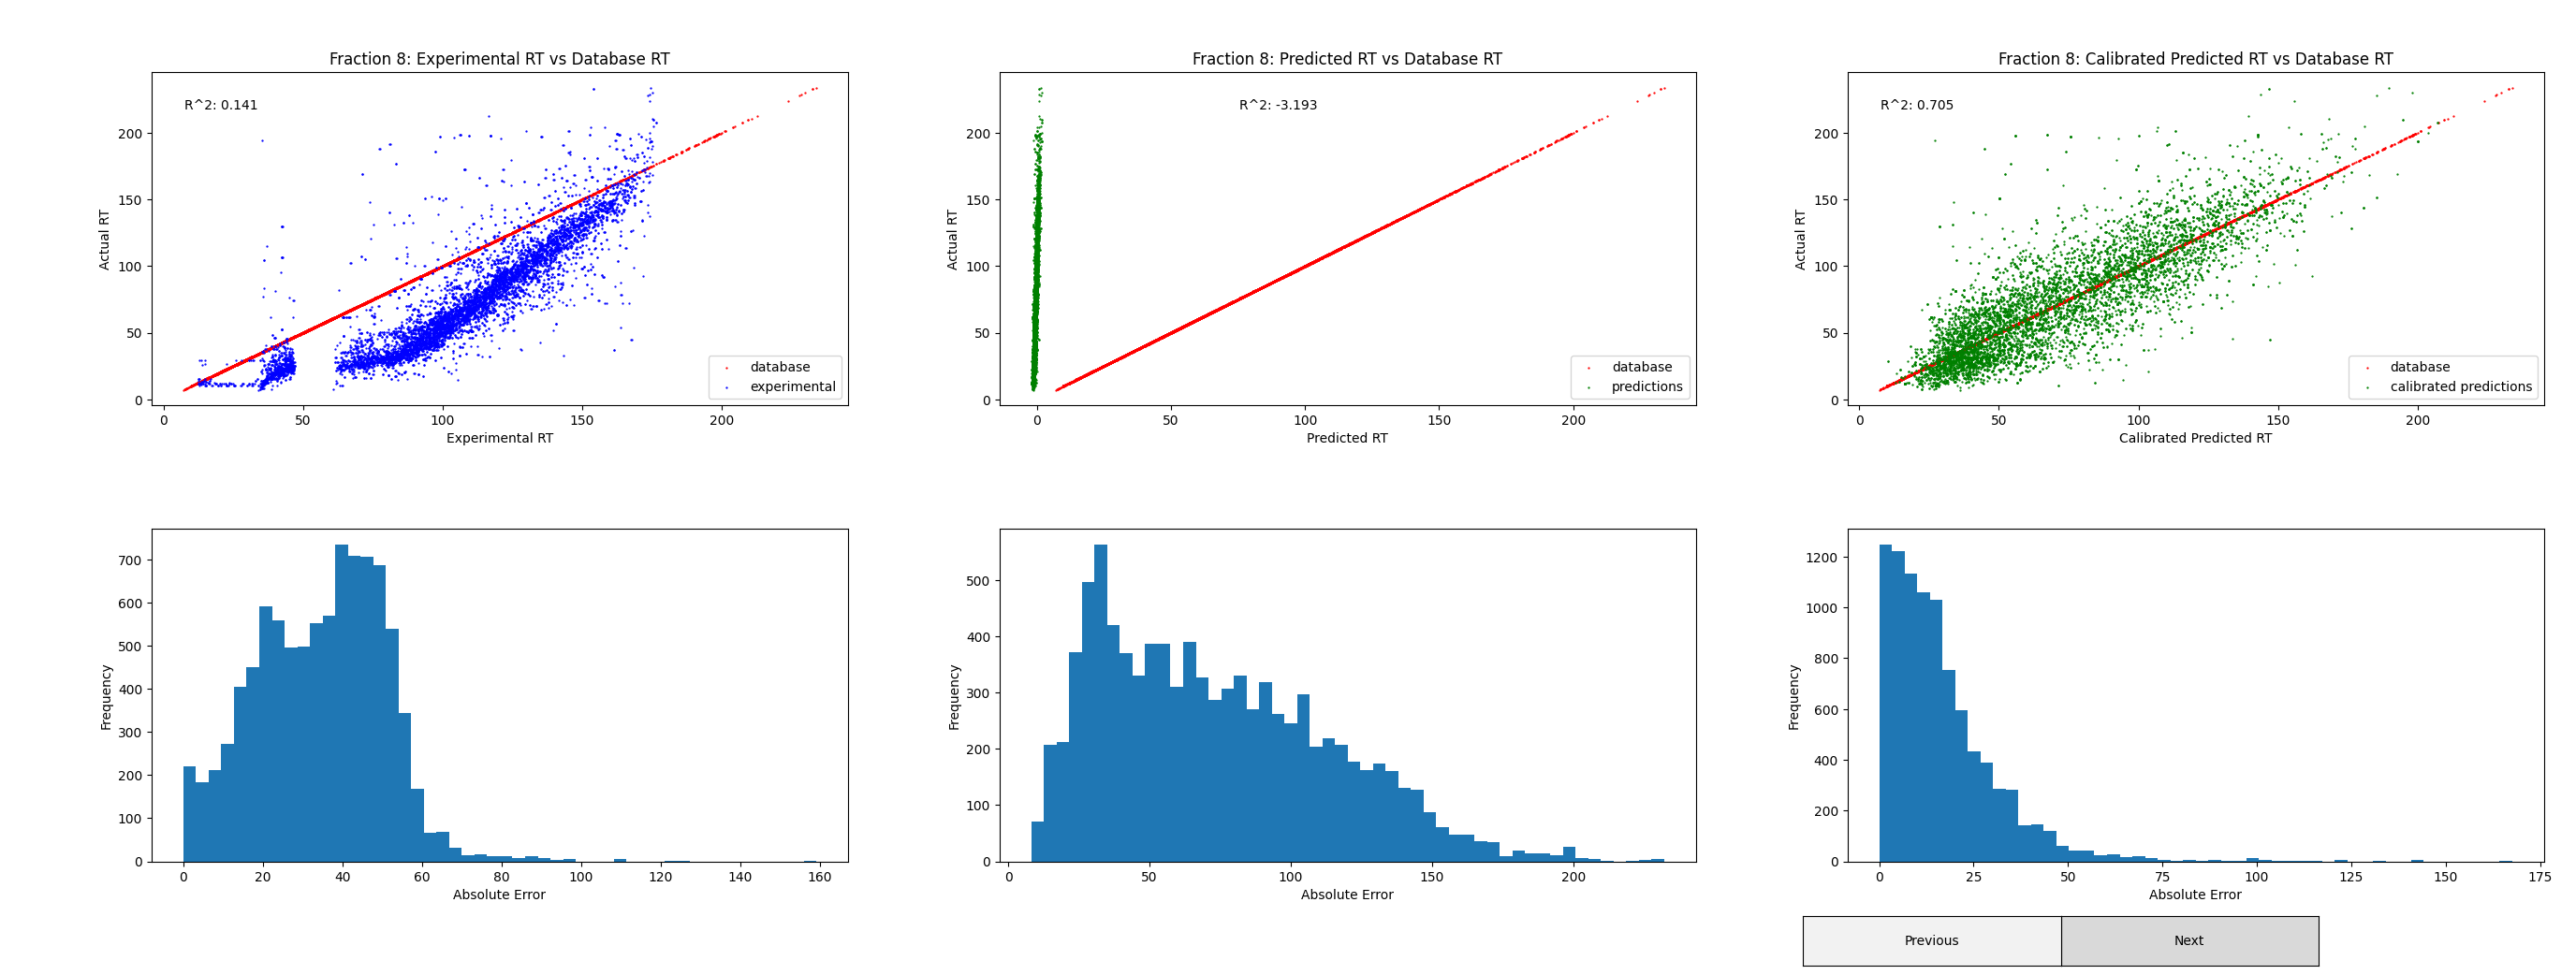 Fraction 8: Experimental RT vs Database RT
R^2: 0.141
200
150
100
50
0
Actual RT
0 50 100 150 200
Experimental RT
database
experimental
Fraction 8: Predicted RT vs Database RT
R^2: -3.193
200
150
100
50
0
Actual RT
0 50 100 150 200
Predicted RT
database
predictions
Fraction 8: Calibrated Predicted RT vs Database RT
R^2: 0.705
200
150
100
50
0
Actual RT
0 50 100 150 200
Calibrated Predicted RT
database
calibrated predictions
700
600
500
400
300
200
100
0
Frequency
0 20 40 60 80 100 120 140 160
Absolute Error
500
400
300
200
100
0
Frequency
0 50 100 150 200
Absolute Error
1200
1000
800
600
400
200
0
Frequency
0 25 50 75 100 125 150 175
Absolute Error
Previous
Next